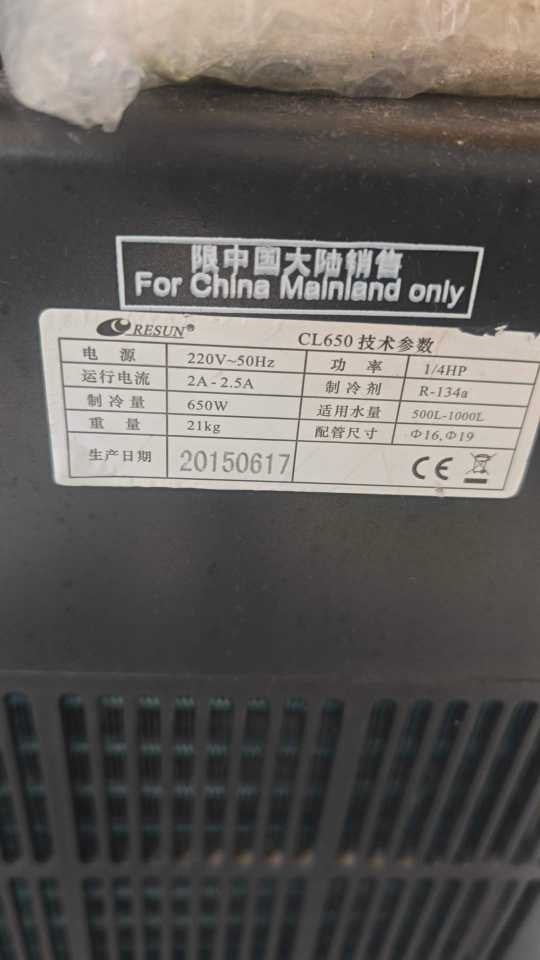 限中国大陆销售
For China Mainland only
RESUN® CL650 技术参数
电 源 220V~50Hz 功 率 1/4HP
运行电流 2A-2.5A 制冷剂 R-134a
制冷量 650W 适用水量 500L-1000L
重 量 21kg 配管尺寸 Φ16,Φ19
生产日期 20150617 CE